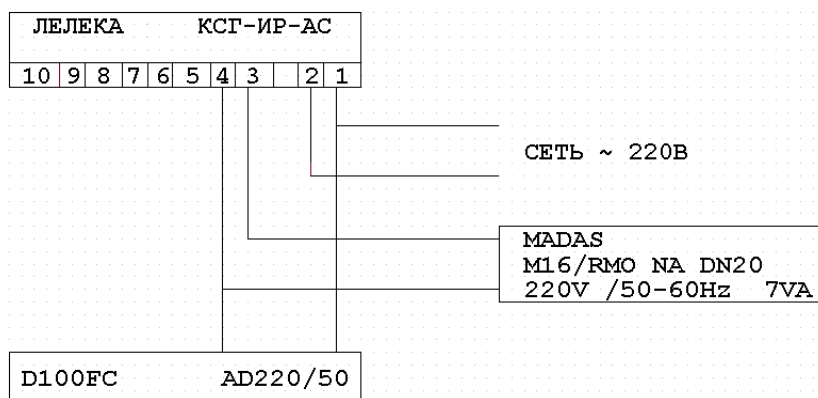 ЛЕЛЕКА КСГ-ИР-АС
10 9 8 7 6 5 4 3 2 1
СЕТЬ ~ 220В
MADAS
M16/RMO NA DN20
220V /50-60Hz 7VA
D100FC AD220/50